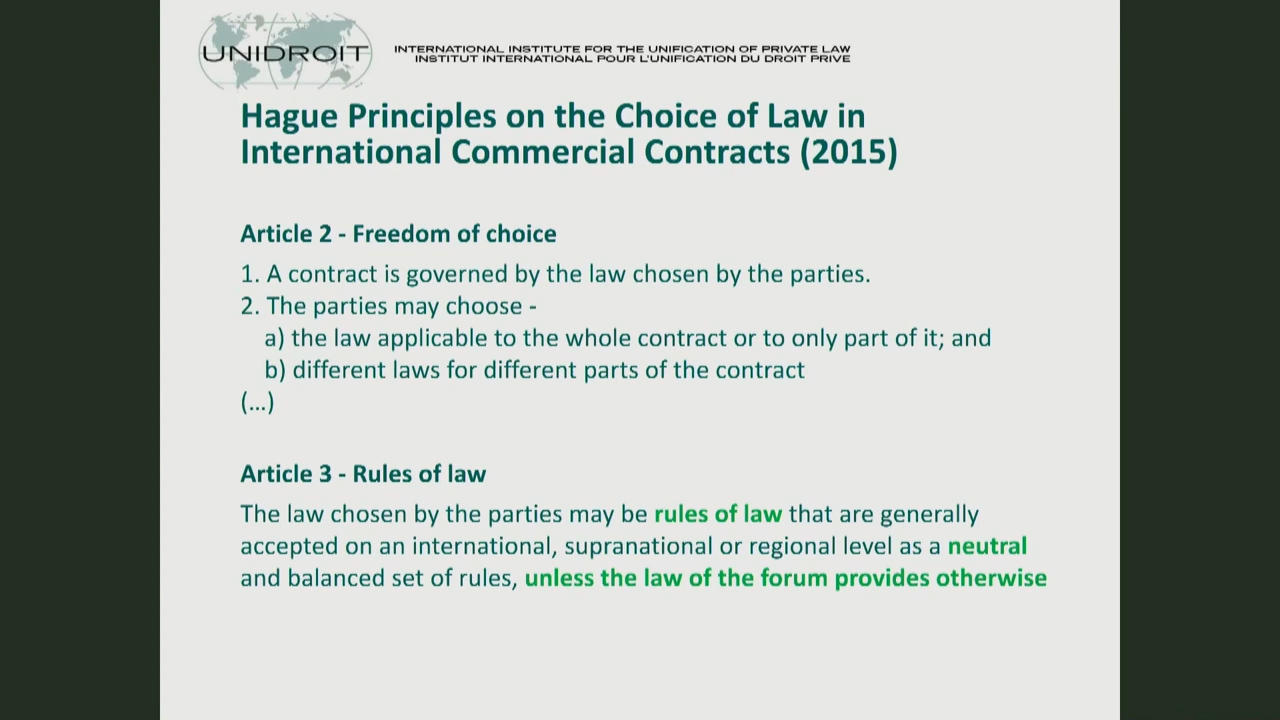 UNIDROIT
INTERNATIONAL INSTITUTE FOR THE UNIFICATION OF PRIVATE LAW
INSTITUT INTERNATIONAL POUR L'UNIFICATION DU DROIT PRIVE
Hague Principles on the Choice of Law in
International Commercial Contracts (2015)
Article 2 - Freedom of choice
1. A contract is governed by the law chosen by the parties.
2. The parties may choose -
a) the law applicable to the whole contract or to only part of it; and
b) different laws for different parts of the contract
(...)
Article 3 - Rules of law
The law chosen by the parties may be rules of law that are generally
accepted on an international, supranational or regional level as a neutral
and balanced set of rules, unless the law of the forum provides otherwise